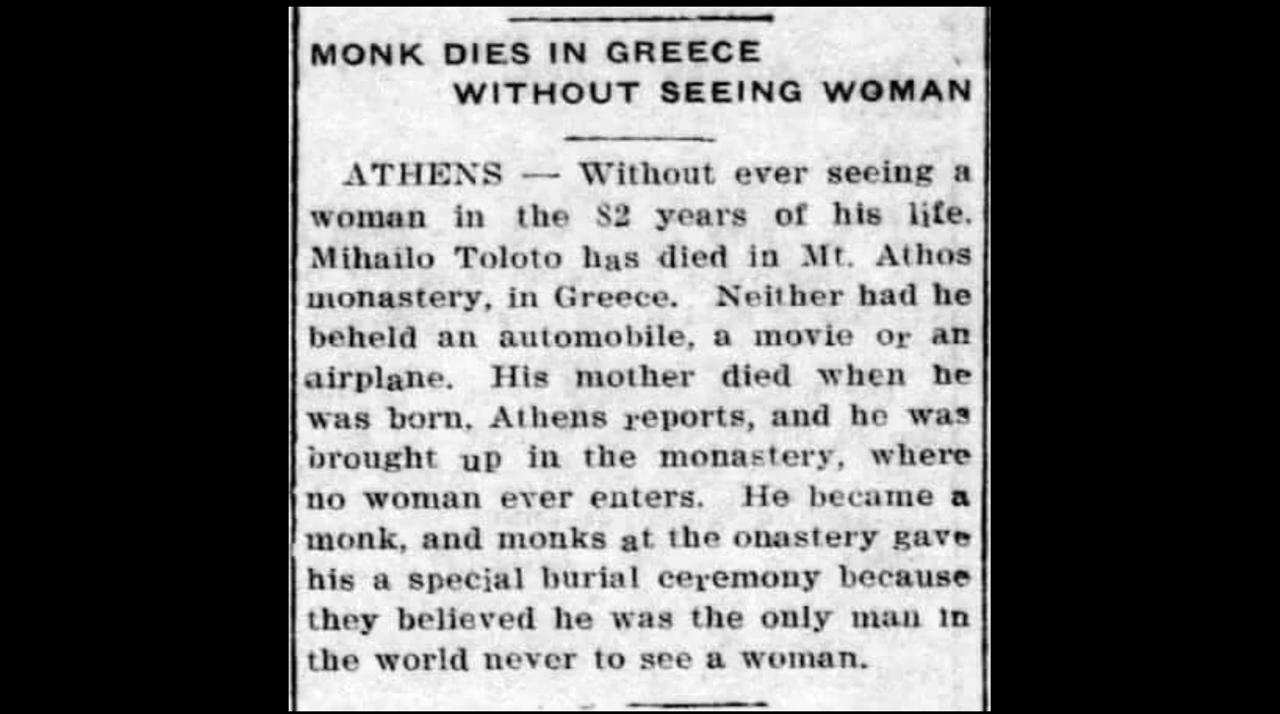 MONK DIES IN GREECE
WITHOUT SEEING WOMAN
ATHENS — Without ever seeing a
woman in the 82 years of his life.
Mihailo Toloto has died in Mt. Athos
monastery, in Greece. Neither had he
beheld an automobile, a movie or an
airplane. His mother died when he
was born. Athens reports, and he was
brought up in the monastery, where
no woman ever enters. He became a
monk, and monks at the onastery gave
his a special burial ceremony because
they believed he was the only man in
the world never to see a woman.